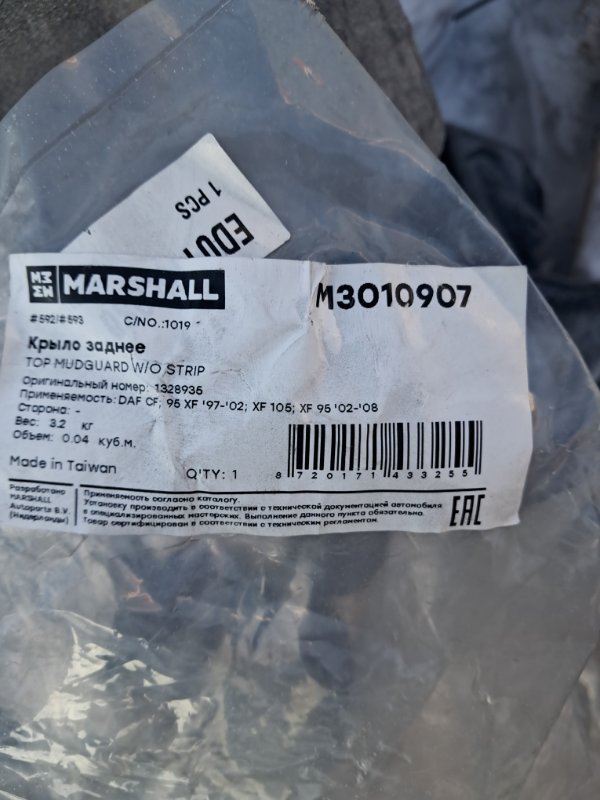 1 PCS
MARSHALL
M3010907
#592/#593 C/NO.:1019
Крыло заднее
TOP MUDGUARD W/O STRIP
Оригинальный номер: 1328935
Применяемость: DAF CF; 95 XF '97-'02; XF 105; XF 95 '02-'08
Сторона: -
Вес: 3.2 кг
Объем: 0.04 куб.м.
Made in Taiwan
Q'TY: 1
8 720171 433255
Разработано
MARSHALL
Autoparts B.V.
(Нидерланды)
Применяемость согласно каталогу.
Установку производить в соответствии с технической документацией автомобиля
в специализированных мастерских. Выполнение данного пункта обязательно.
Товар сертифицирован в соответствии с техническим регламентом.
EAC